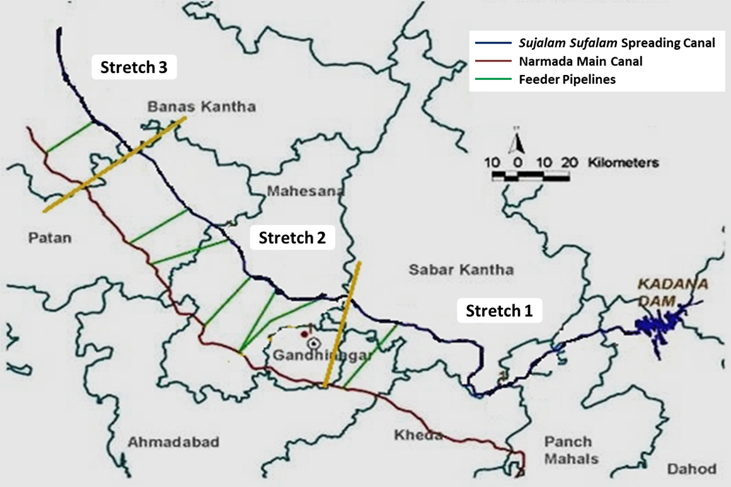 Sujalam Sufalam Spreading Canal
Narmada Main Canal
Feeder Pipelines
Stretch 3
Banas Kantha
10 0 10 20 Kilometers
Mahesana
Patan
Stretch 2
Sabar Kantha
KADANA
DAM
Stretch 1
Gandhinagar
Ahmadabad
Kheda
Panch
Mahals
Dahod